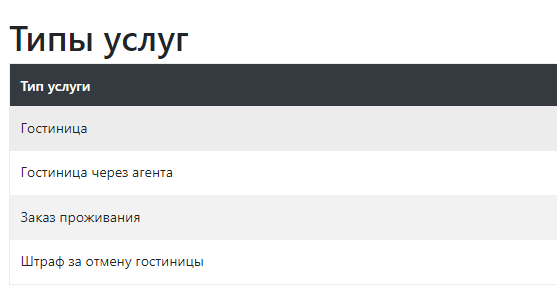 Типы услуг
Тип услуги
Гостиница
Гостиница через агента
Заказ проживания
Штраф за отмену гостиницы